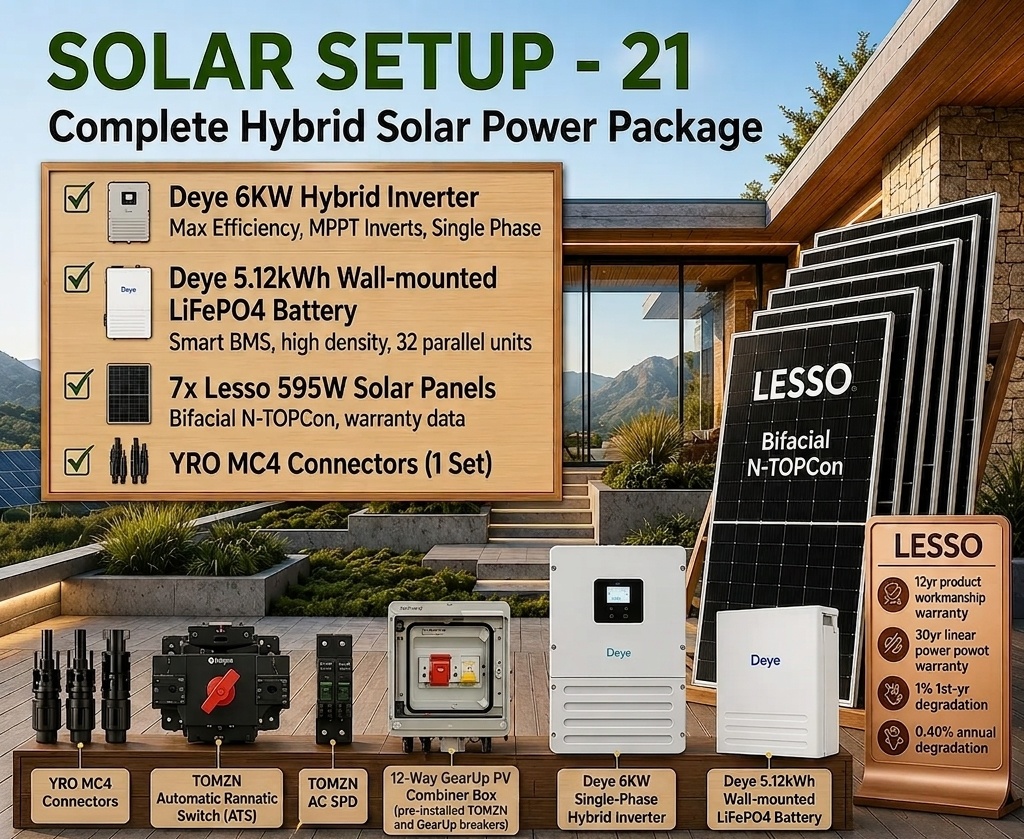 SOLAR SETUP - 21
Complete Hybrid Solar Power Package
Deye 6KW Hybrid Inverter
Max Efficiency, MPPT Inverts, Single Phase
Deye
Deye 5.12kWh Wall-mounted
LiFePO4 Battery
Smart BMS, high density, 32 parallel units
7x Lesso 595W Solar Panels
Bifacial N-TOPCon, warranty data
YRO MC4 Connectors (1 Set)
LESSO
Bifacial
N-TOPCon
LESSO
12yr product
workmanship
warranty
30yr linear
power powot
warranty
1% 1st-yr
degradation
0.40% annual
degradation
Deye
Deye
YRO MC4
Connectors
TOMZN
Automatic Rannatic
Switch (ATS)
TOMZN
AC SPD
12-Way GearUp PV
Combiner Box
(pre-installed TOMZN
and GearUp breakers)
Deye 6KW
Single-Phase
Hybrid Inverter
Deye 5.12kWh
Wall-mounted
LiFePO4 Battery